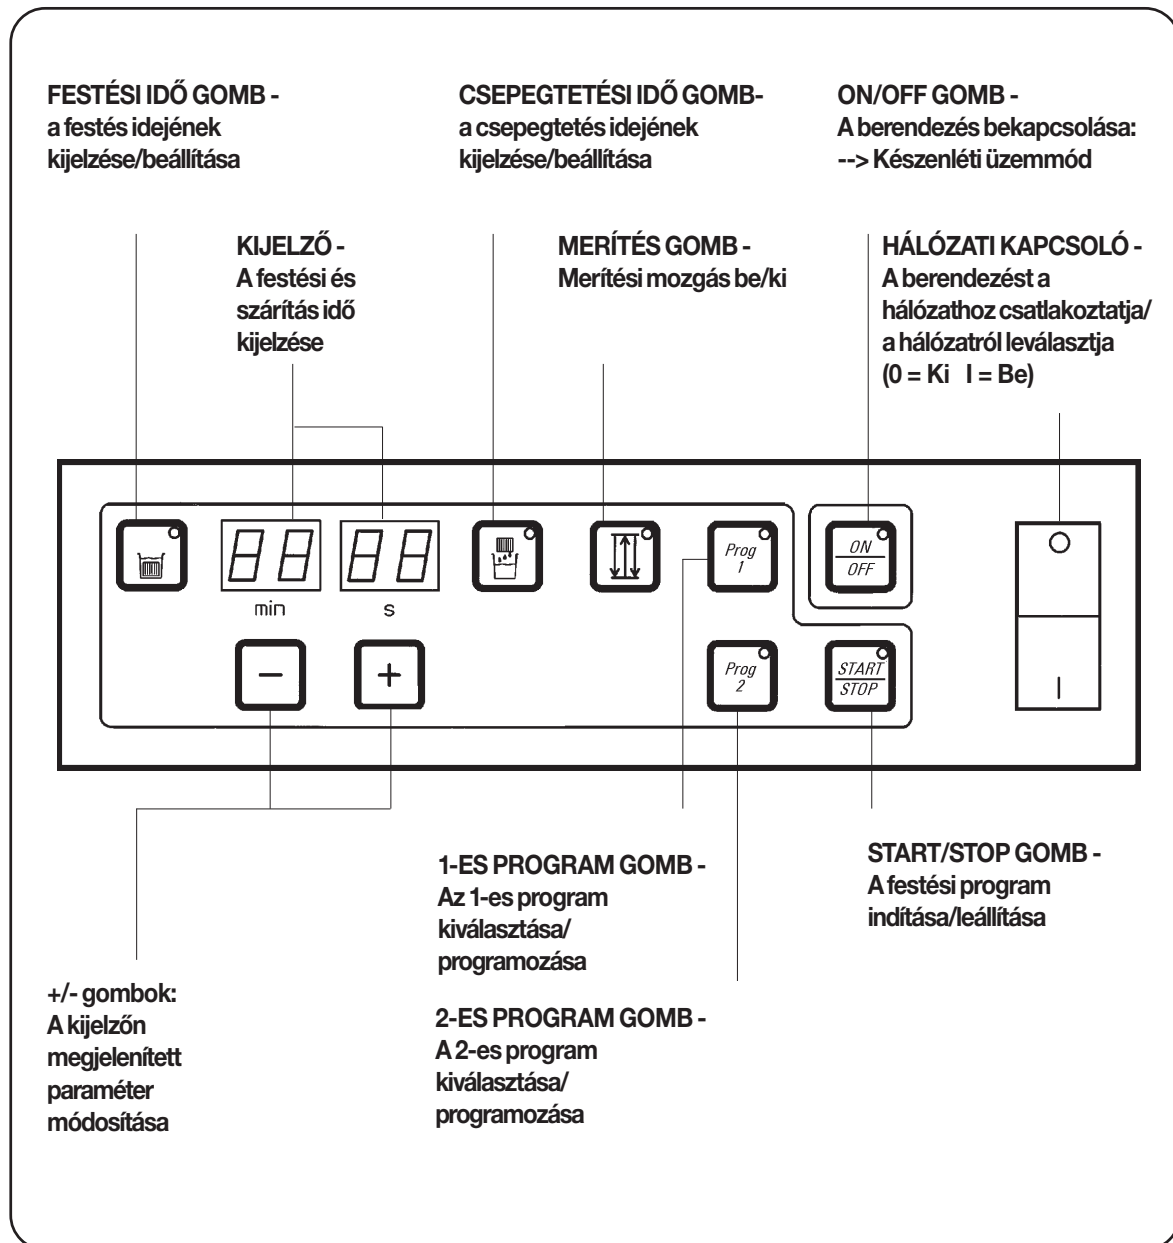 FESTÉSI IDŐ GOMB -
a festés idejének
kijelzése/beállítása
CSEPEGTETÉSI IDŐ GOMB-
a csepegtetés idejének
kijelzése/beállítása
ON/OFF GOMB -
A berendezés bekapcsolása:
--> Készenléti üzemmód
KIJELZŐ -
A festési és
szárítás idő
kijelzése
MERÍTÉS GOMB -
Merítési mozgás be/ki
HÁLÓZATI KAPCSOLÓ -
A berendezést a
hálózathoz csatlakoztatja/
a hálózatról leválasztja
(0 = Ki I = Be)
88 88
min s
Prog
1
ON
OFF
- +
Prog
2
START
STOP
O
I
1-ES PROGRAM GOMB -
Az 1-es program
kiválasztása/
programozása
START/STOP GOMB -
A festési program
indítása/leállítása
+/- gombok:
A kijelzőn
megjelenített
paraméter
módosítása
2-ES PROGRAM GOMB -
A 2-es program
kiválasztása/
programozása